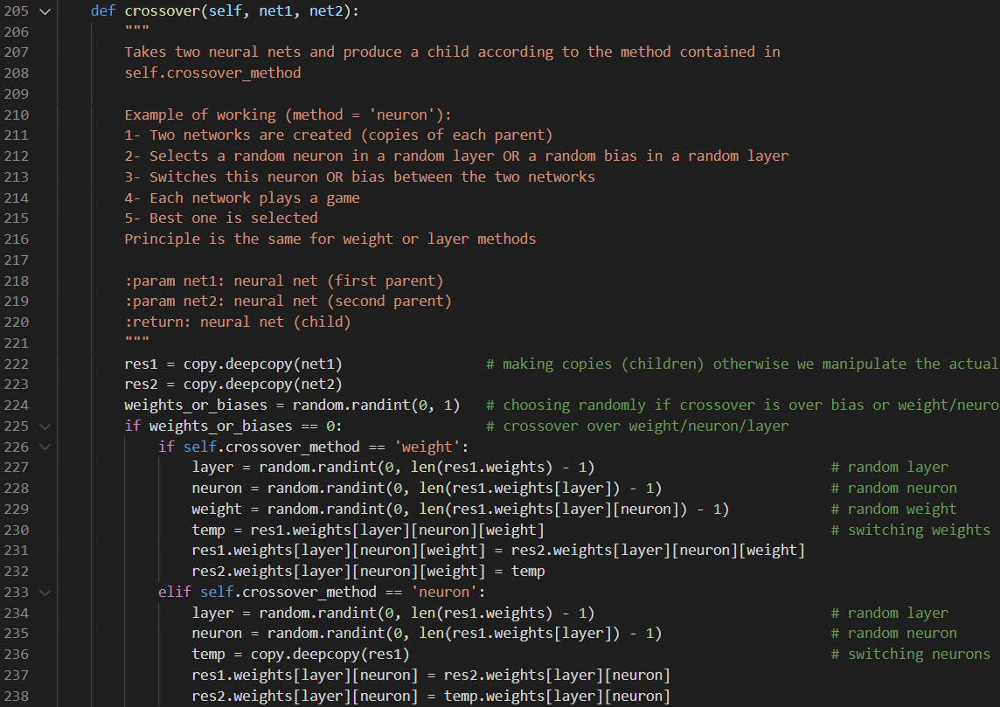 205 def crossover(self, net1, net2):
206 """
207 Takes two neural nets and produce a child according to the method contained in
208 self.crossover_method
209
210 Example of working (method = 'neuron'):
211 1- Two networks are created (copies of each parent)
212 2- Selects a random neuron in a random layer OR a random bias in a random layer
213 3- Switches this neuron OR bias between the two networks
214 4- Each network plays a game
215 5- Best one is selected
216 Principle is the same for weight or layer methods
217
218 :param net1: neural net (first parent)
219 :param net2: neural net (second parent)
220 :return: neural net (child)
221 """
222 res1 = copy.deepcopy(net1) # making copies (children) otherwise we manipulate the actual
223 res2 = copy.deepcopy(net2)
224 weights_or_biases = random.randint(0, 1) # choosing randomly if crossover is over bias or weight/neuro
225 if weights_or_biases == 0: # crossover over weight/neuron/layer
226 if self.crossover_method == 'weight':
227 layer = random.randint(0, len(res1.weights) - 1) # random layer
228 neuron = random.randint(0, len(res1.weights[layer]) - 1) # random neuron
229 weight = random.randint(0, len(res1.weights[layer][neuron]) - 1) # random weight
230 temp = res1.weights[layer][neuron][weight] # switching weights
231 res1.weights[layer][neuron][weight] = res2.weights[layer][neuron][weight]
232 res2.weights[layer][neuron][weight] = temp
233 elif self.crossover_method == 'neuron':
234 layer = random.randint(0, len(res1.weights) - 1) # random layer
235 neuron = random.randint(0, len(res1.weights[layer]) - 1) # random neuron
236 temp = copy.deepcopy(res1) # switching neurons
237 res1.weights[layer][neuron] = res2.weights[layer][neuron]
238 res2.weights[layer][neuron] = temp.weights[layer][neuron]